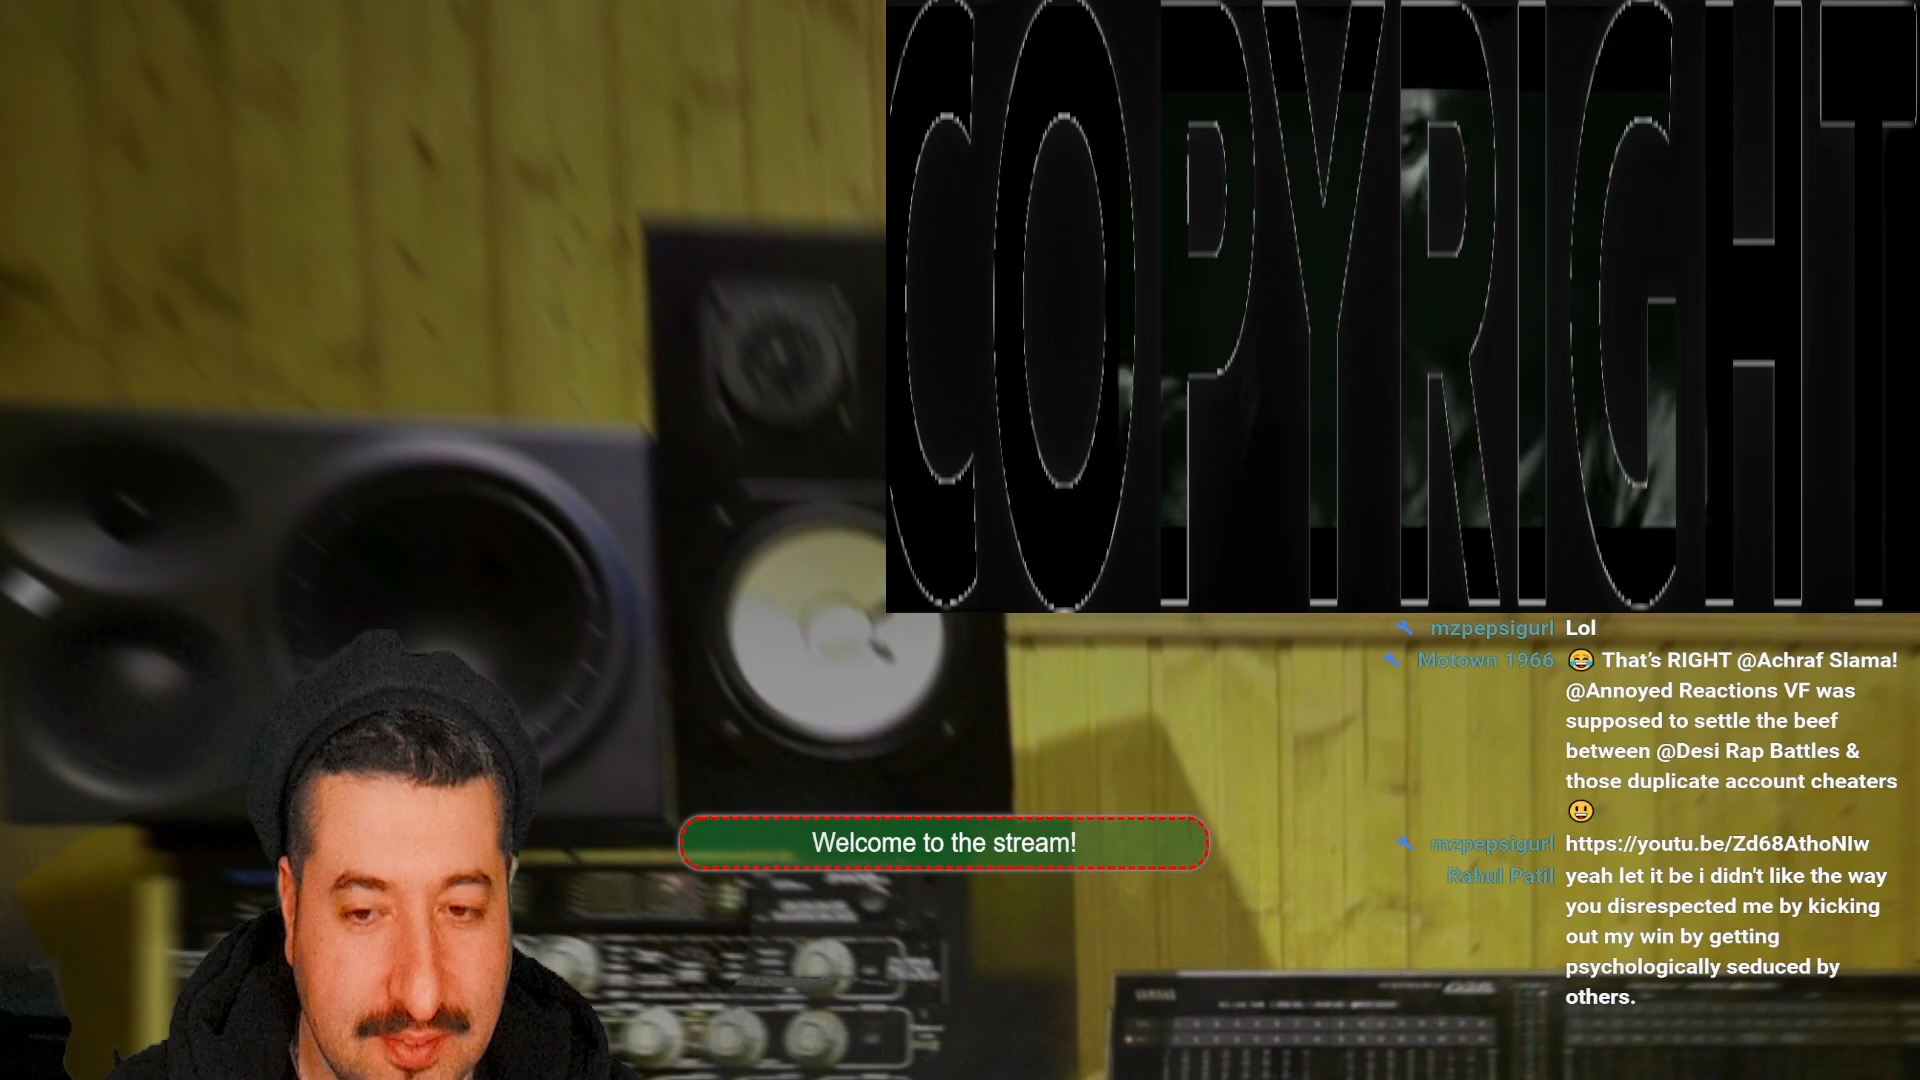 COPYRIGHT
mzpepsigurl Lol
Motown 1966 😂 That’s RIGHT @Achraf Slama!
@Annoyed Reactions VF was
supposed to settle the beef
between @Desi Rap Battles &
those duplicate account cheaters
😃
Welcome to the stream!
mzpepsigurl https://youtu.be/Zd68AthoNIw
Rahul Patil yeah let it be i didn't like the way
you disrespected me by kicking
out my win by getting
psychologically seduced by
others.
YAMAHA